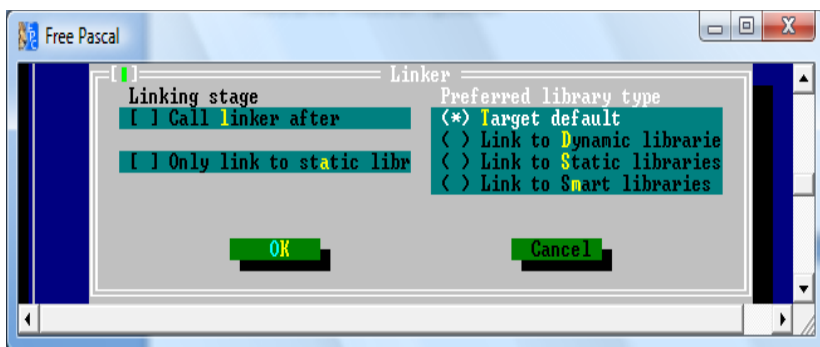 Free Pascal
Linker
Linking stage
[ ] Call linker after
[ ] Only link to static libr
Preferred library type
(*) Target default
( ) Link to Dynamic librarie
( ) Link to Static libraries
( ) Link to Smart libraries
OK
Cancel